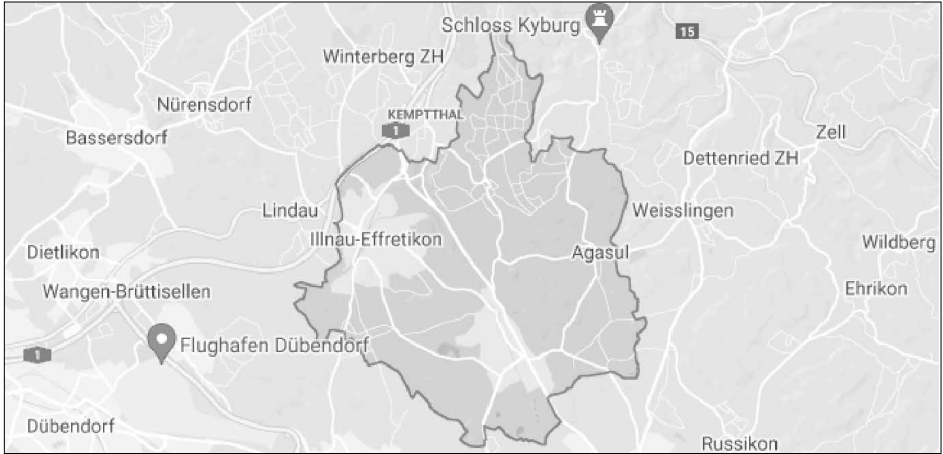 Schloss Kyburg
15
Winterberg ZH
Nürensdorf
KEMPTTHAL
1
Bassersdorf
Zell
Dettenried ZH
Lindau
Weisslingen
Illnau-Effretikon
Dietlikon
Agasul
Wildberg
Wangen-Brüttisellen
Ehrikon
Flughafen Dübendorf
1
Dübendorf
Russikon